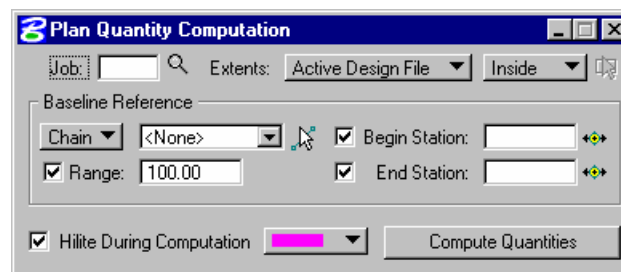 Plan Quantity Computation
Job: Extents: Active Design File Inside
Baseline Reference
Chain <None> Begin Station:
Range: 100.00 End Station:
Hilite During Computation Compute Quantities